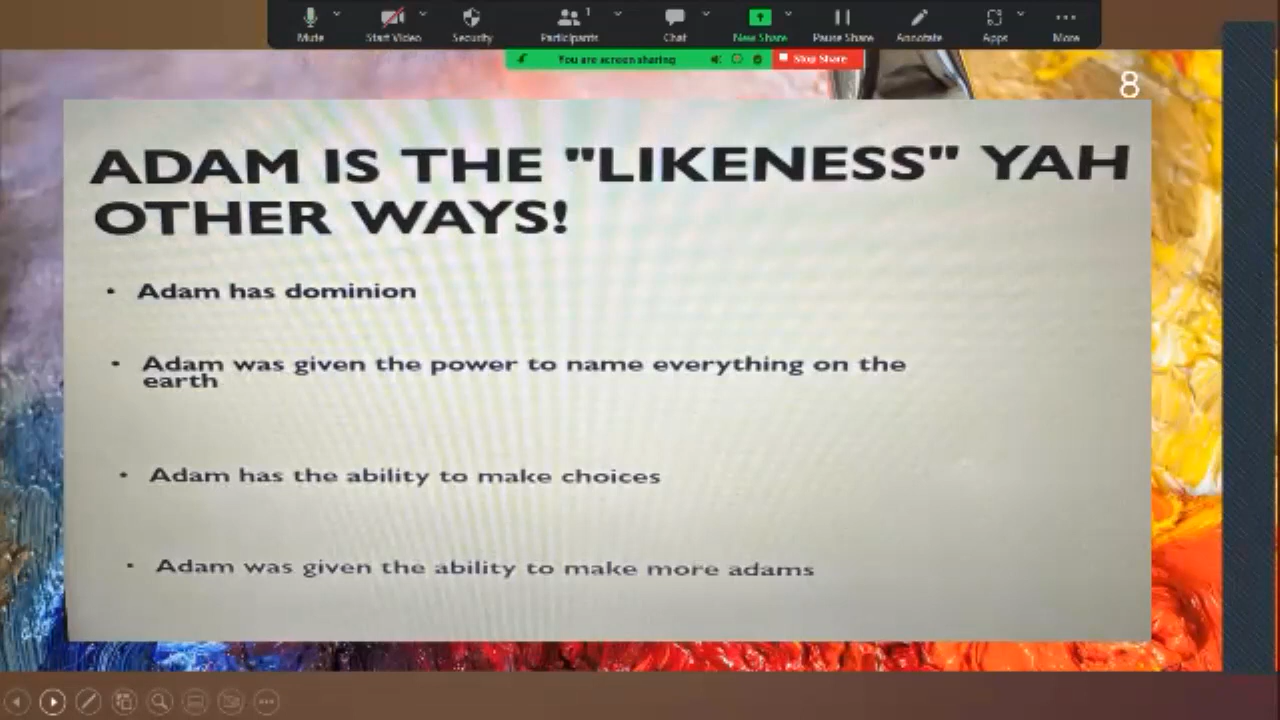 Mute
Start Video
Security
Participants
1
Chat
New Share
Pause Share
Annotate
Apps
More
You are screen sharing
Stop Share
8
ADAM IS THE "LIKENESS" YAH
OTHER WAYS!
• Adam has dominion
• Adam was given the power to name everything on the
earth
• Adam has the ability to make choices
• Adam was given the ability to make more adams